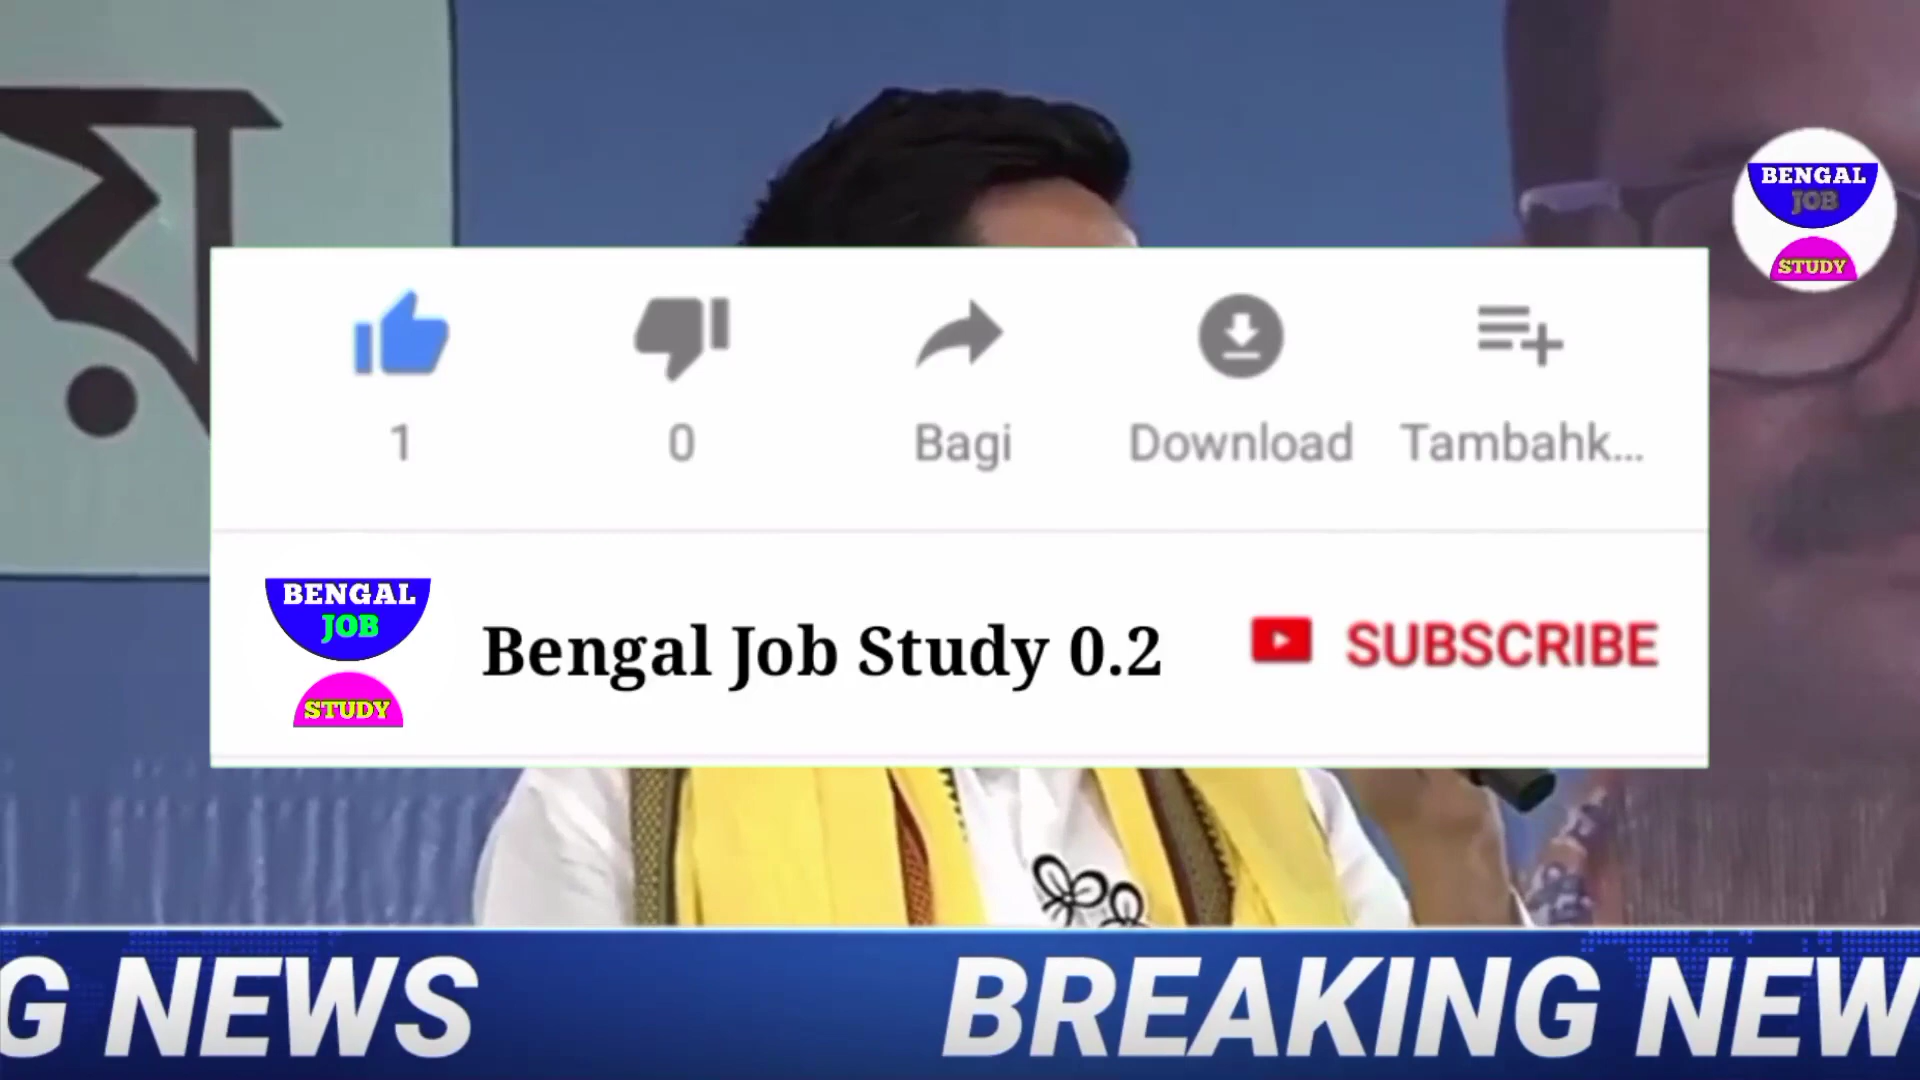 য়
BENGAL
JOB
STUDY
1
0
Bagi
Download
Tambahk...
BENGAL
JOB
STUDY
Bengal Job Study 0.2
SUBSCRIBE
G NEWS
BREAKING NEW